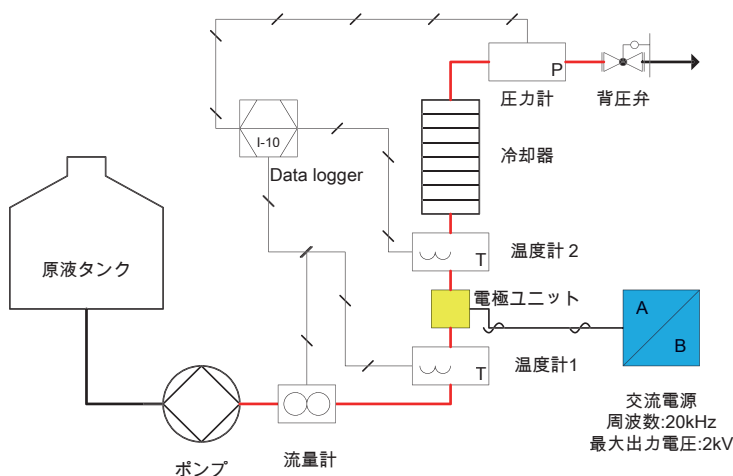 P
圧力計
背圧弁
I-10
Data logger
冷却器
原液タンク
温度計 2
T
電極ユニット
A
B
温度計1
T
交流電源
周波数:20kHz
最大出力電圧:2kV
流量計
ポンプ